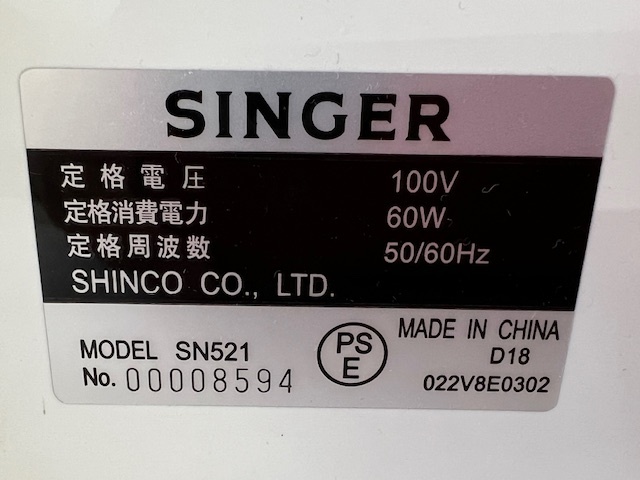 SINGER
定格電圧 100V
定格消費電力 60W
定格周波数 50/60Hz
SHINCO CO., LTD.
MODEL SN521
No. 00008594
PS
E
MADE IN CHINA
D18
022V8E0302